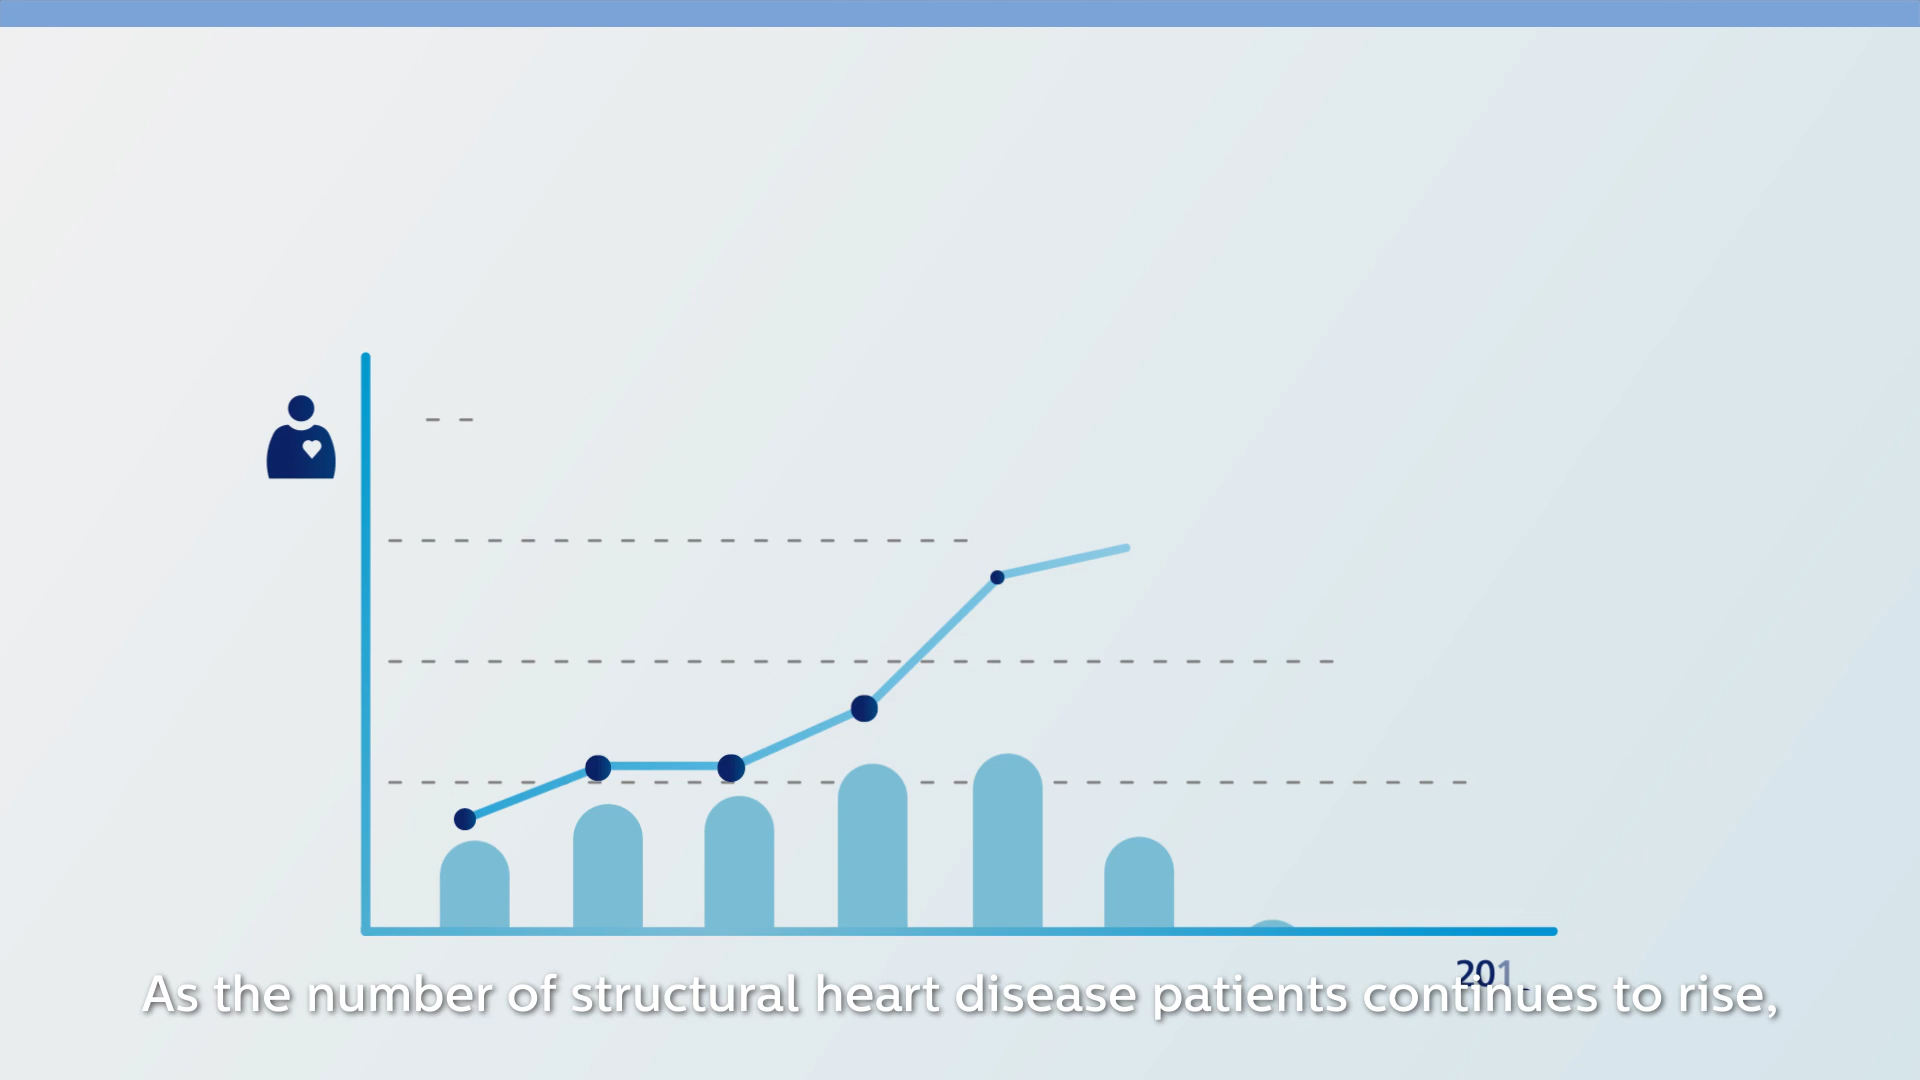 201
As the number of structural heart disease patients continues to rise,